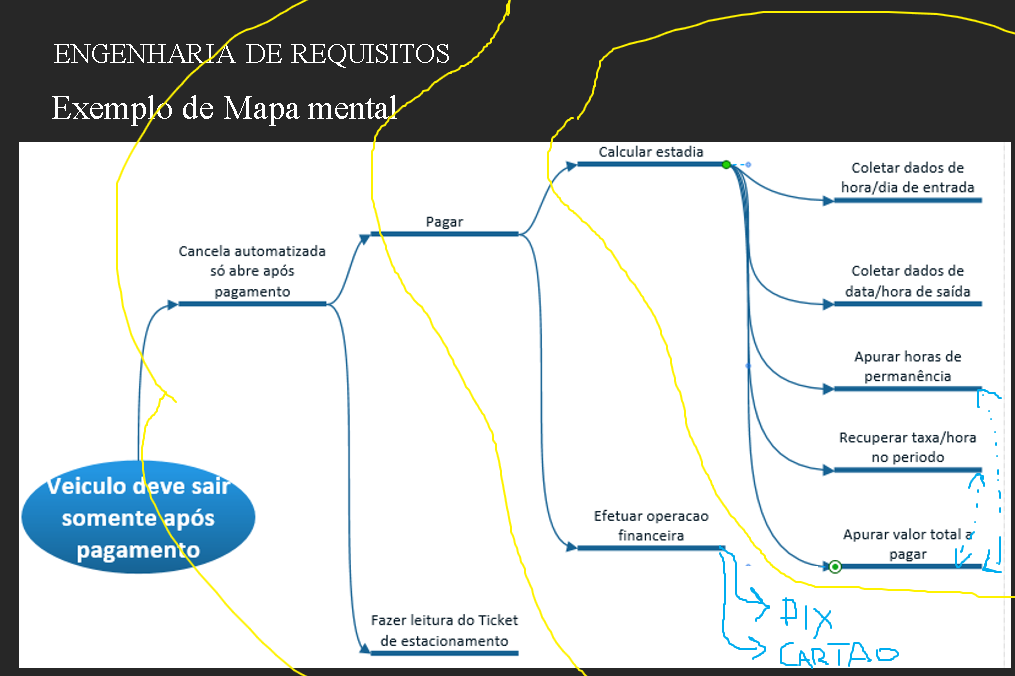 ENGENHARIA DE REQUISITOS
Exemplo de Mapa mental
Calcular estadia
Coletar dados de
hora/dia de entrada
Pagar
Cancela automatizada
só abre após
pagamento
Coletar dados de
data/hora de saída
Apurar horas de
permanência
Recuperar taxa/hora
no periodo
Veiculo deve sair
somente após
pagamento
Efetuar operacao
financeira
Apurar valor total a
pagar
PIX
CARTAO
Fazer leitura do Ticket
de estacionamento